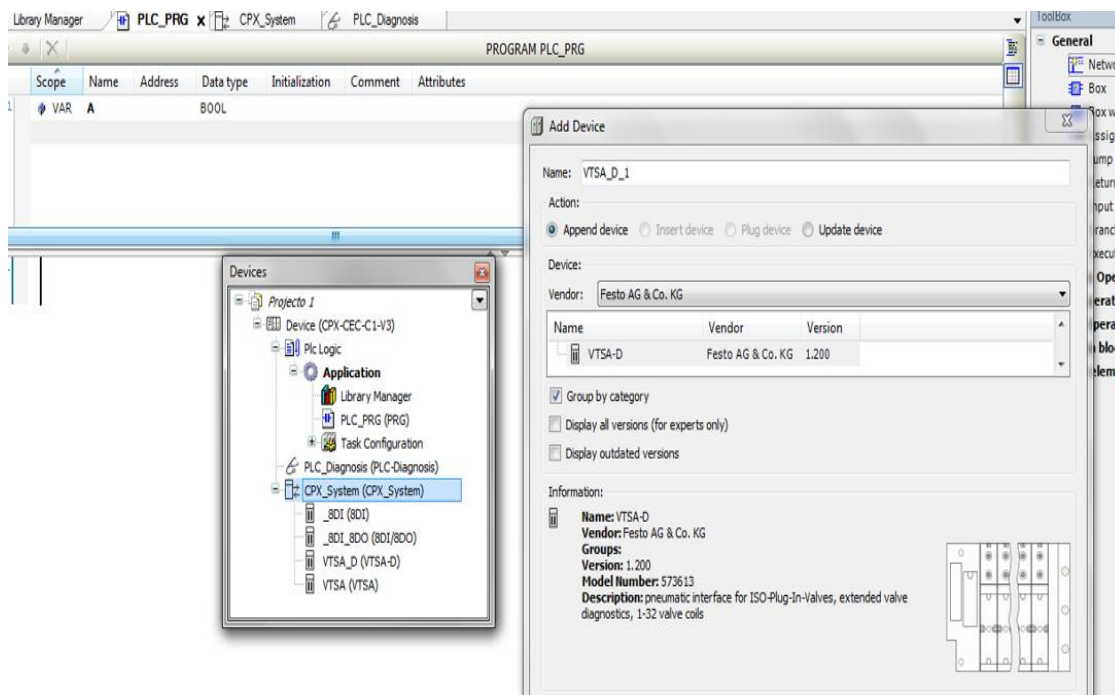 Library Manager PLC_PRG x CPX_System PLC_Diagnosis
PROGRAM PLC_PRG
Scope Name Address Data type Initialization Comment Attributes
1 VAR A BOOL
ToolBox
General
Box
Devices
Projecto 1
Device (CPX-CEC-C1-V3)
Plc Logic
Application
Library Manager
PLC_PRG (PRG)
Task Configuration
PLC_Diagnosis (PLC-Diagnosis)
CPX_System (CPX_System)
_8DI (8DI)
_8DI_8DO (8DI/8DO)
VTSA_D (VTSA-D)
VTSA (VTSA)
Add Device
Name: VTSA_D_1
Action:
Append device Insert device Plug device Update device
Device:
Vendor: Festo AG & Co. KG
Name Vendor Version
VTSA-D Festo AG & Co. KG 1.200
Group by category
Display all versions (for experts only)
Display outdated versions
Information:
Name: VTSA-D
Vendor: Festo AG & Co. KG
Groups:
Version: 1.200
Model Number: 573613
Description: pneumatic interface for ISO-Plug-In-Valves, extended valve
diagnostics, 1-32 valve coils